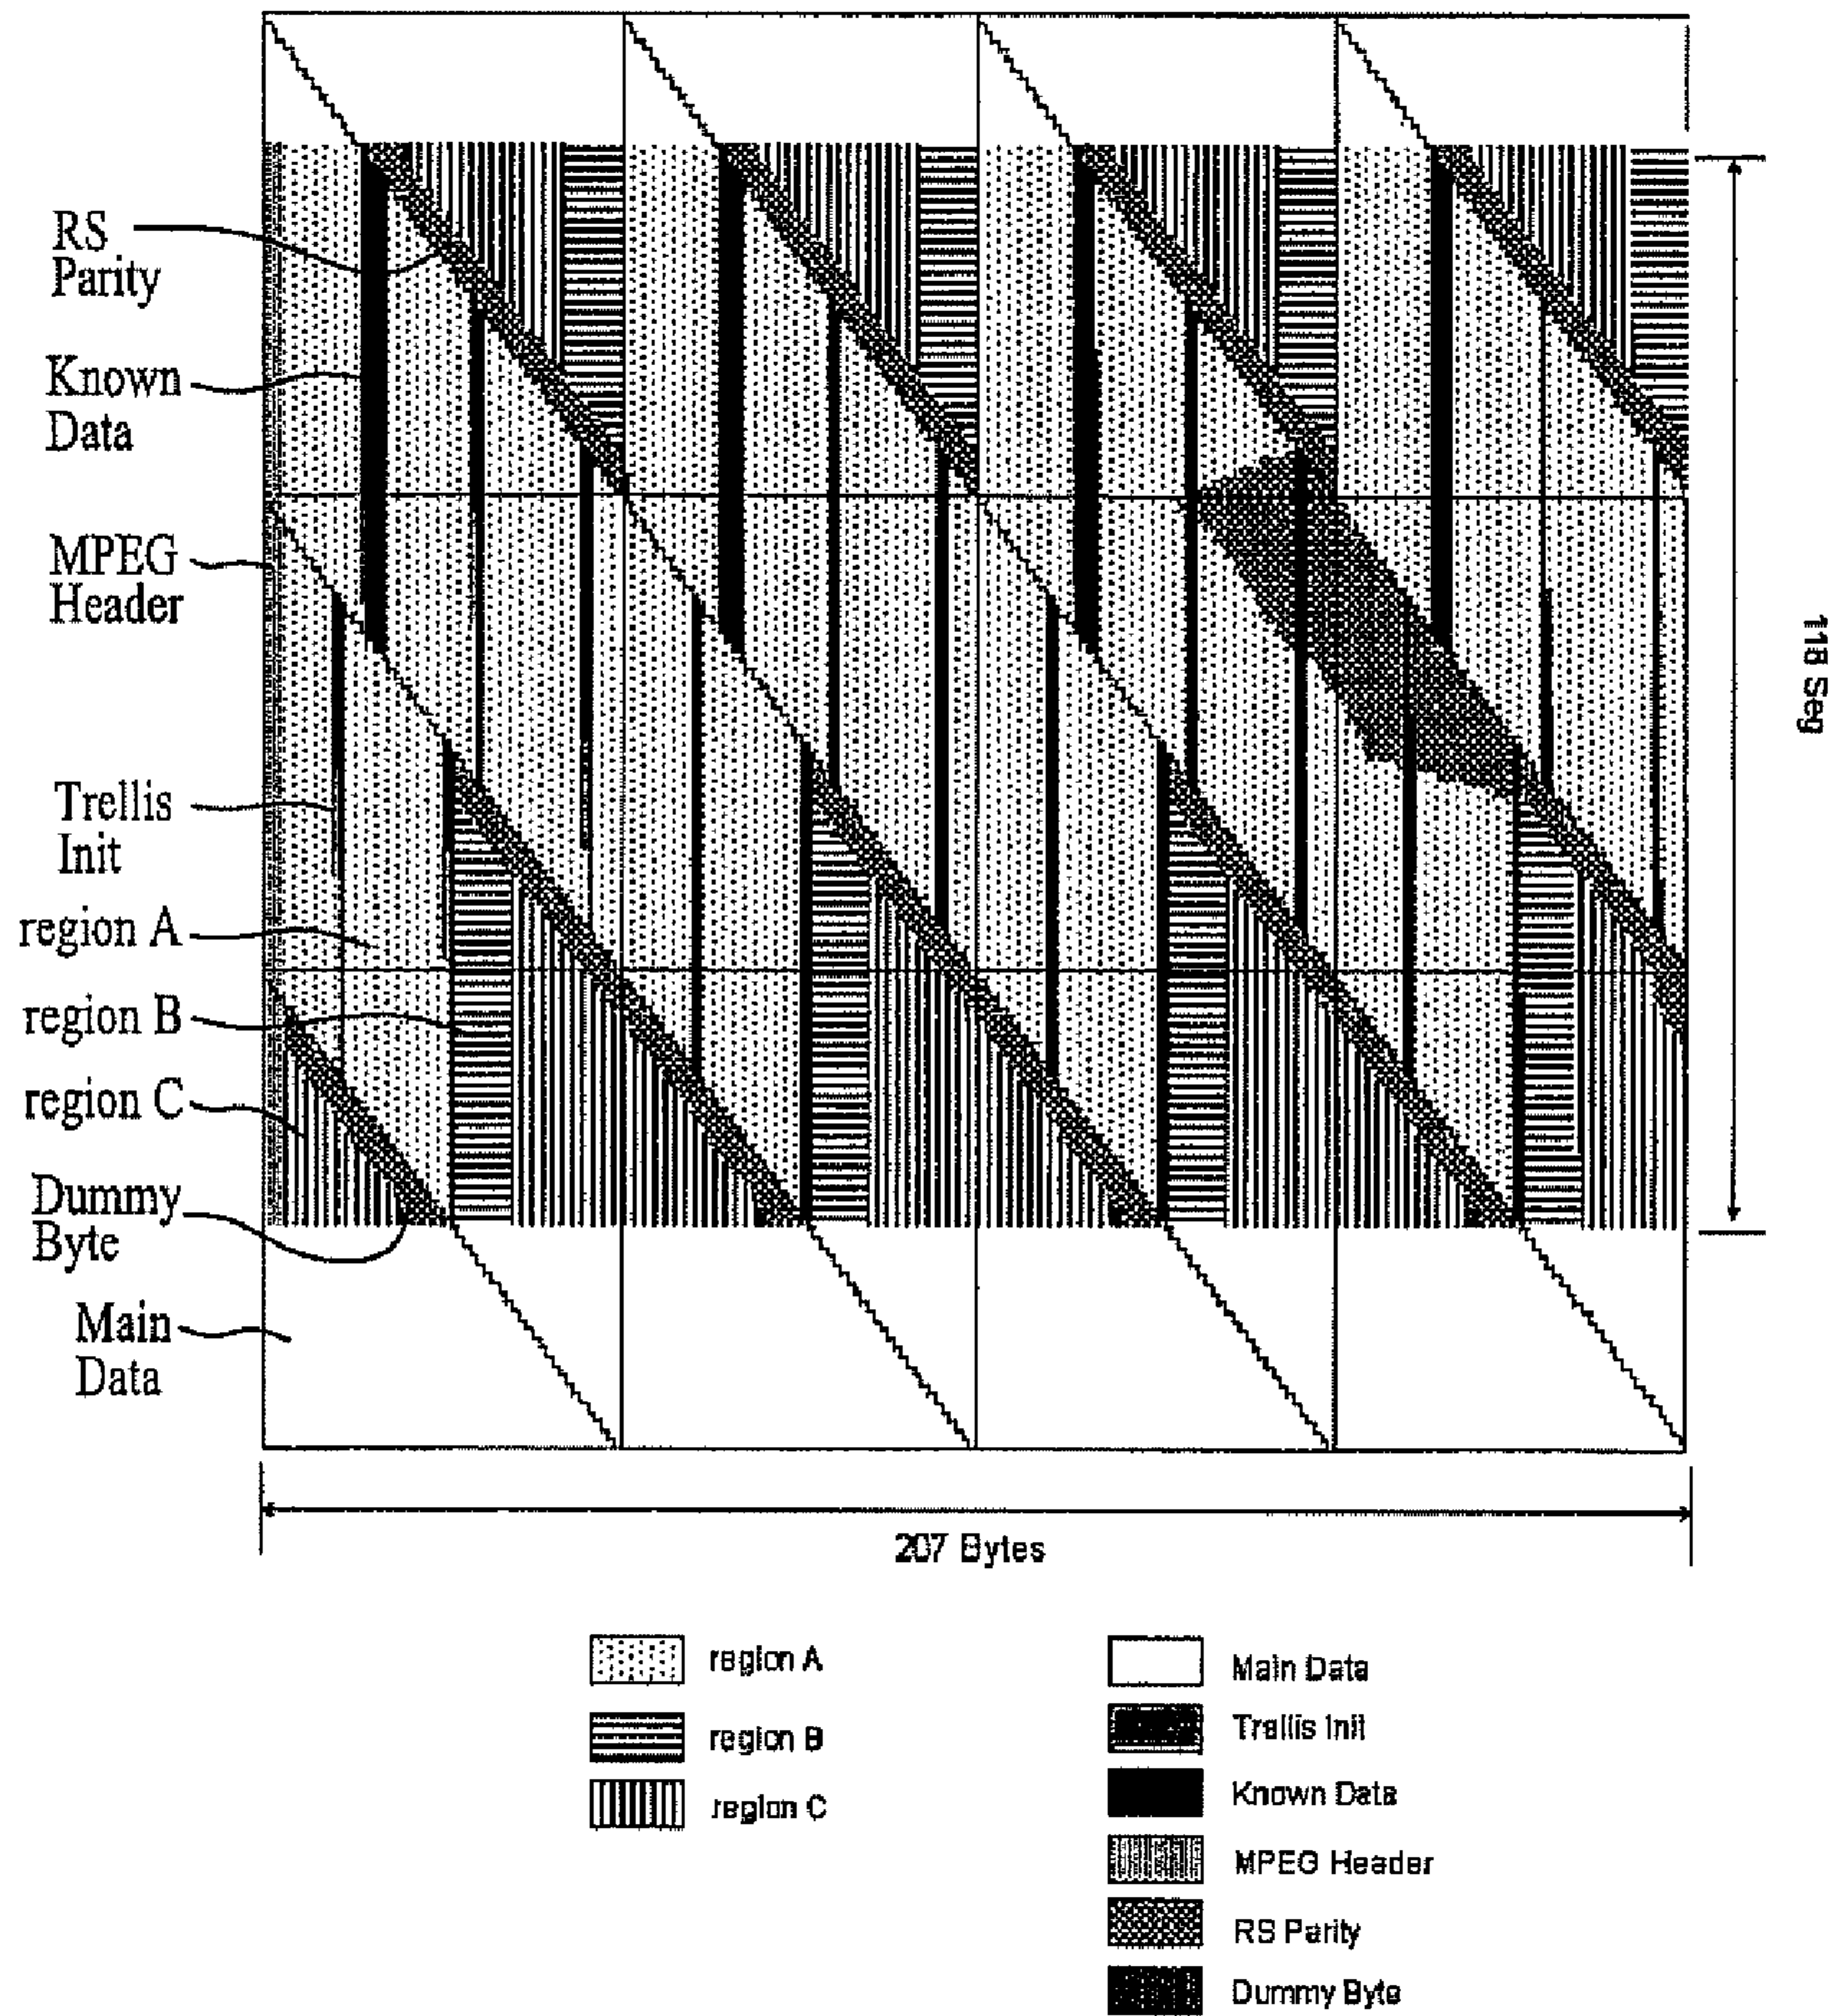 RS
Parity
Known
Data
MPEG
Header
Trellis
Init
region A
region B
region C
Dummy
Byte
Main
Data
118 Seg
207 Bytes
region A
region B
region C
Main Data
Trellis Init
Known Data
MPEG Header
RS Parity
Dummy Byte